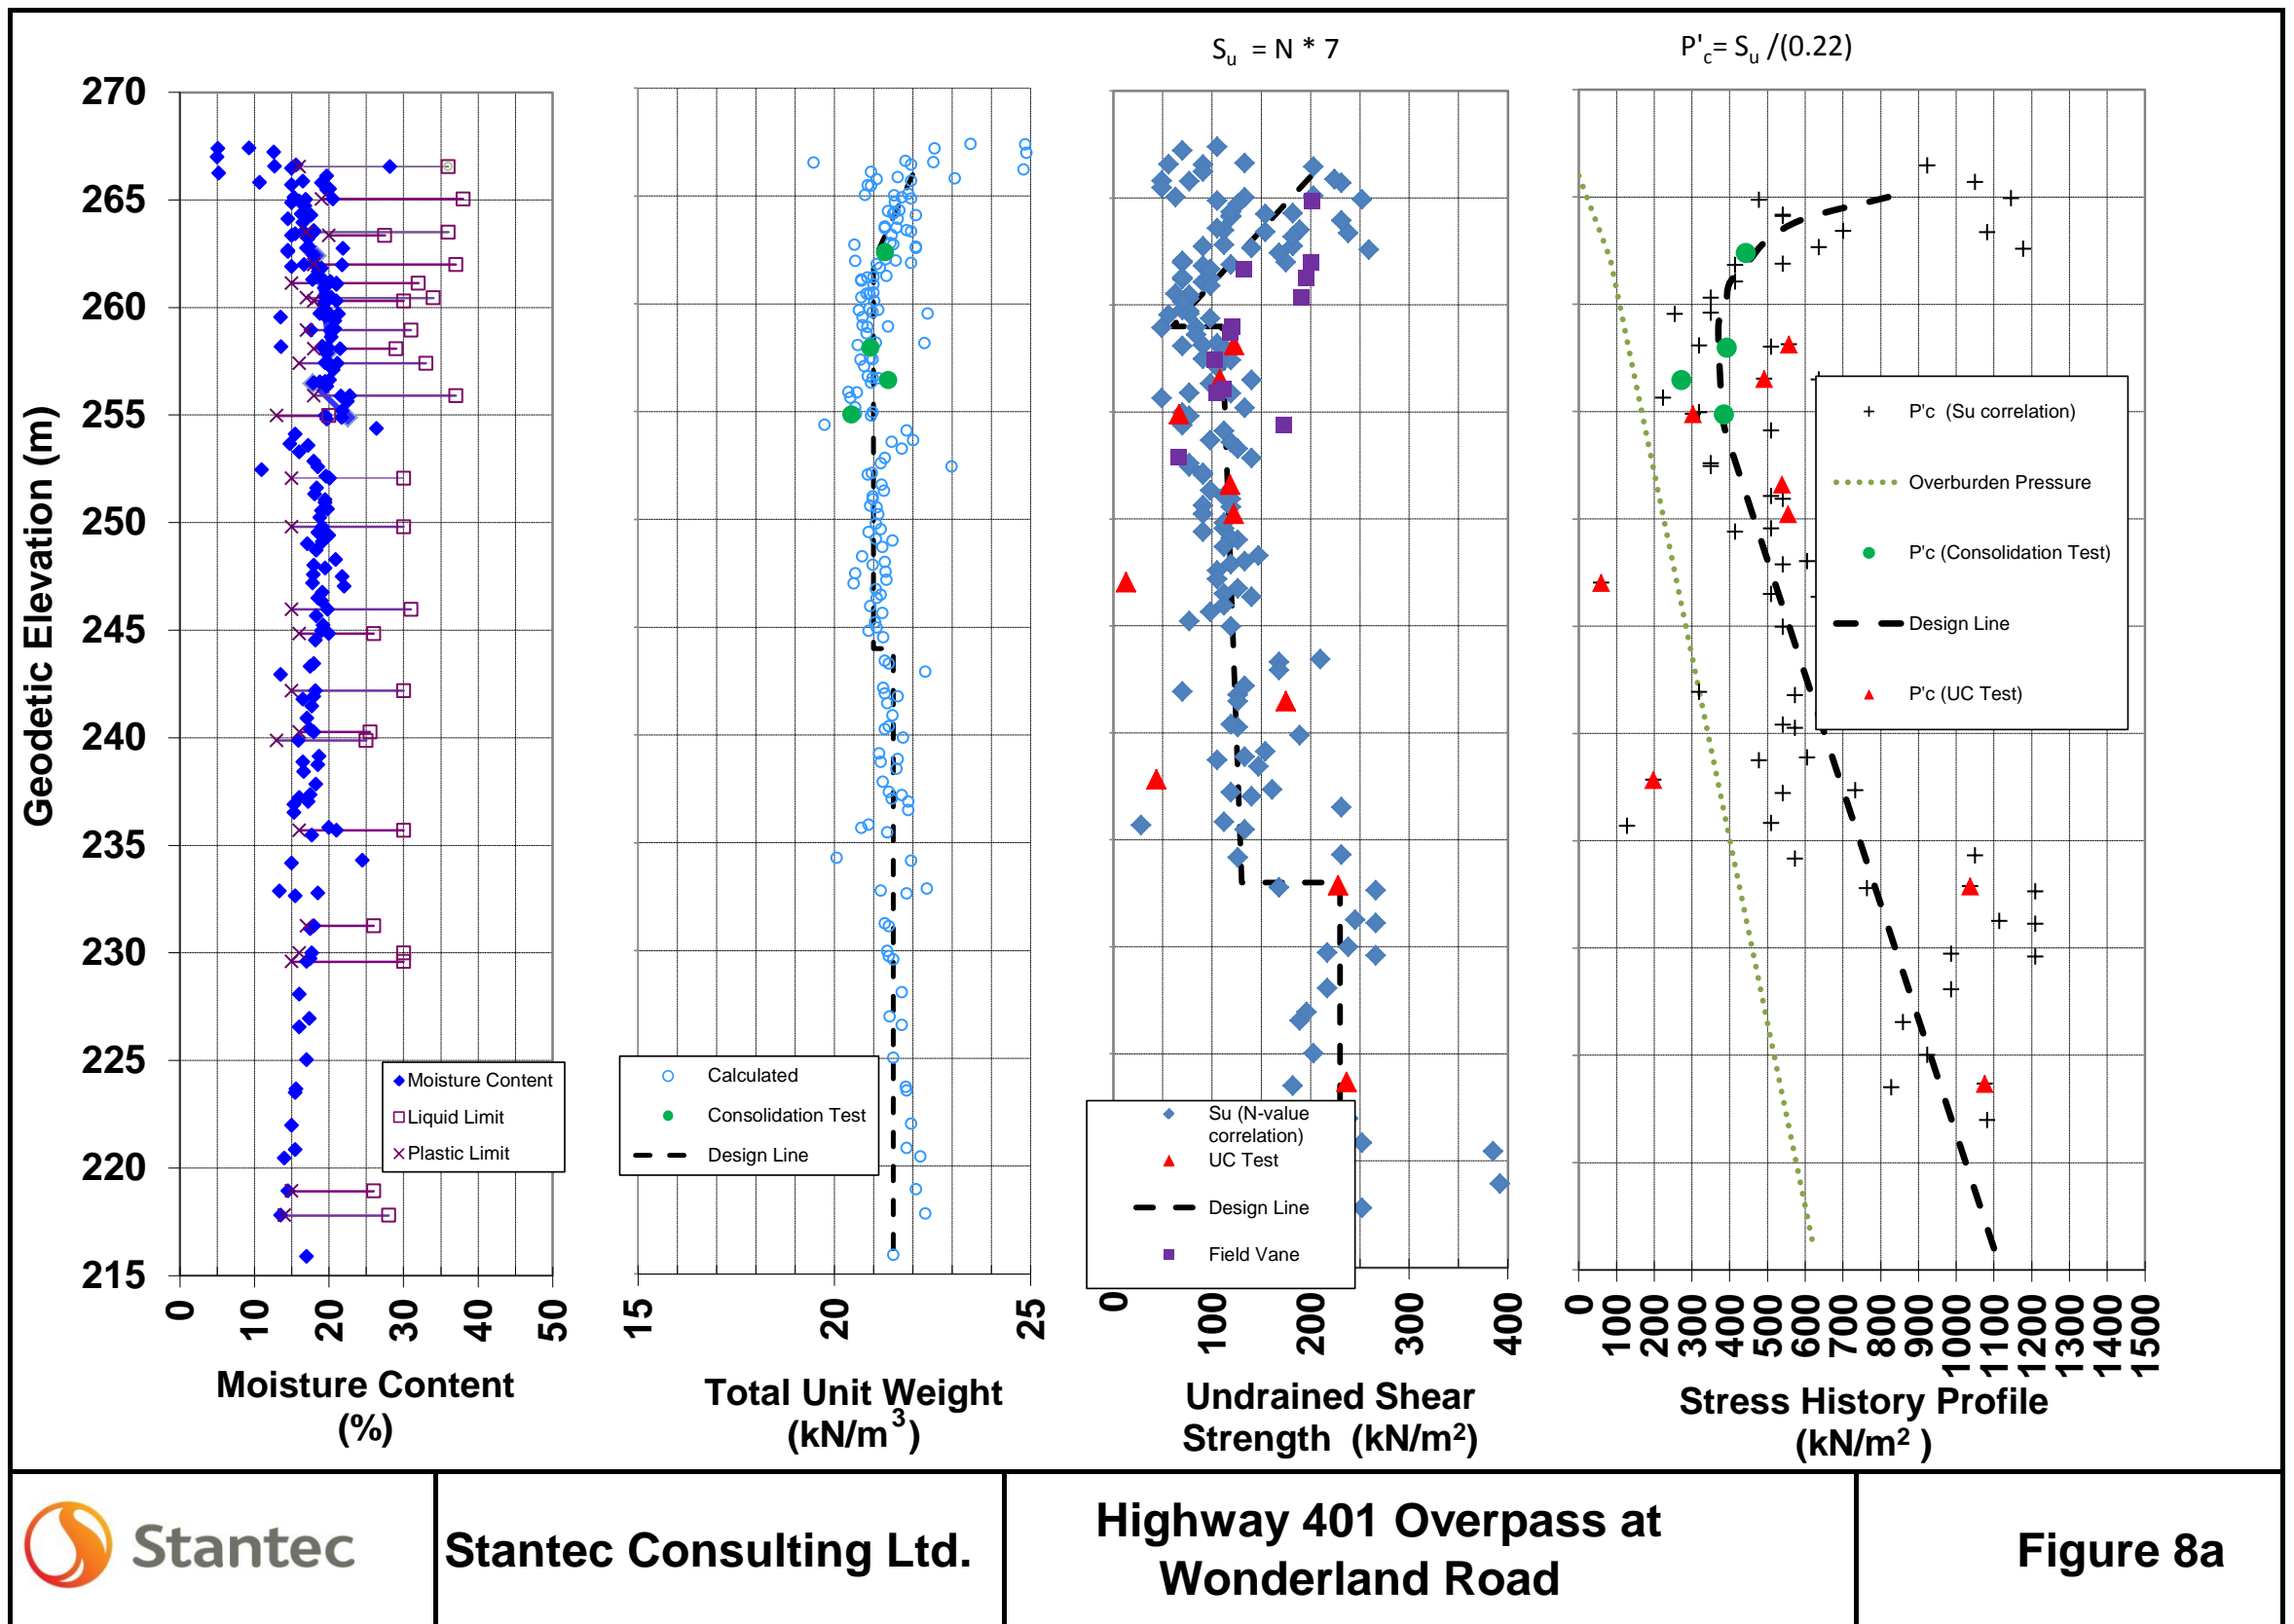 S_u = N * 7
P'_c= S_u /(0.22)
270
265
260
255
250
245
240
235
230
225
220
215
Geodetic Elevation (m)
Moisture Content
Liquid Limit
Plastic Limit
0 10 20 30 40 50
Moisture Content
(%)
Calculated
Consolidation Test
Design Line
15 20 25
Total Unit Weight
(kN/m³)
Su (N-value
correlation)
UC Test
Design Line
Field Vane
0 100 200 300 400
Undrained Shear
Strength (kN/m²)
P'c (Su correlation)
Overburden Pressure
P'c (Consolidation Test)
Design Line
P'c (UC Test)
0 100 200 300 400 500 600 700 800 900 1000 1100 1200 1300 1400 1500
Stress History Profile
(kN/m² )
Stantec
Stantec Consulting Ltd.
Highway 401 Overpass at
Wonderland Road
Figure 8a